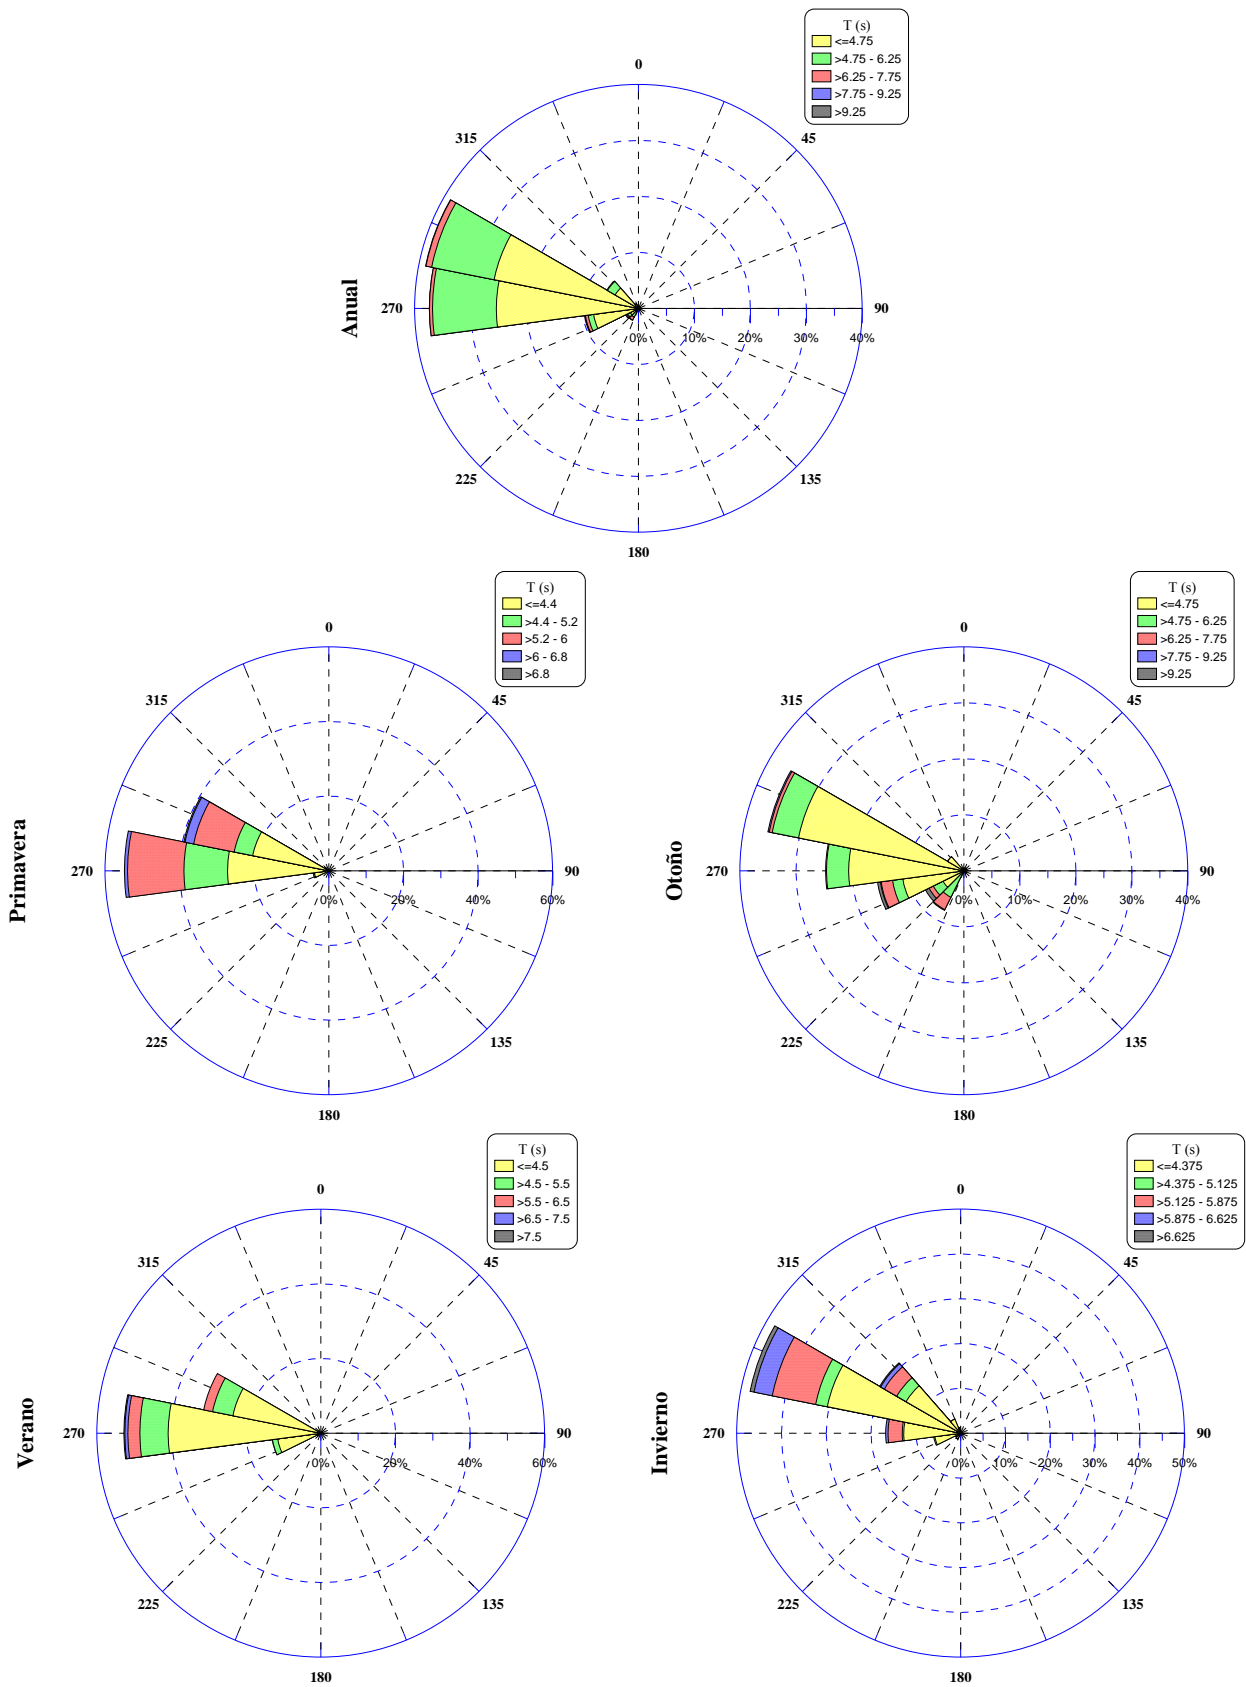 T (s)
<=4.75
>4.75 - 6.25
>6.25 - 7.75
>7.75 - 9.25
>9.25
0
315
45
Anual
270
90
0%
10%
20%
30%
40%
225
135
180
T (s)
<=4.4
>4.4 - 5.2
>5.2 - 6
>6 - 6.8
>6.8
0
315
45
Primavera
270
90
0%
20%
40%
60%
225
135
180
T (s)
<=4.75
>4.75 - 6.25
>6.25 - 7.75
>7.75 - 9.25
>9.25
0
315
45
Otoño
270
90
0%
10%
20%
30%
40%
225
135
180
T (s)
<=4.5
>4.5 - 5.5
>5.5 - 6.5
>6.5 - 7.5
>7.5
0
315
45
Verano
270
90
0%
20%
40%
60%
225
135
180
T (s)
<=4.375
>4.375 - 5.125
>5.125 - 5.875
>5.875 - 6.625
>6.625
0
315
45
Invierno
270
90
0%
10%
20%
30%
40%
50%
225
135
180